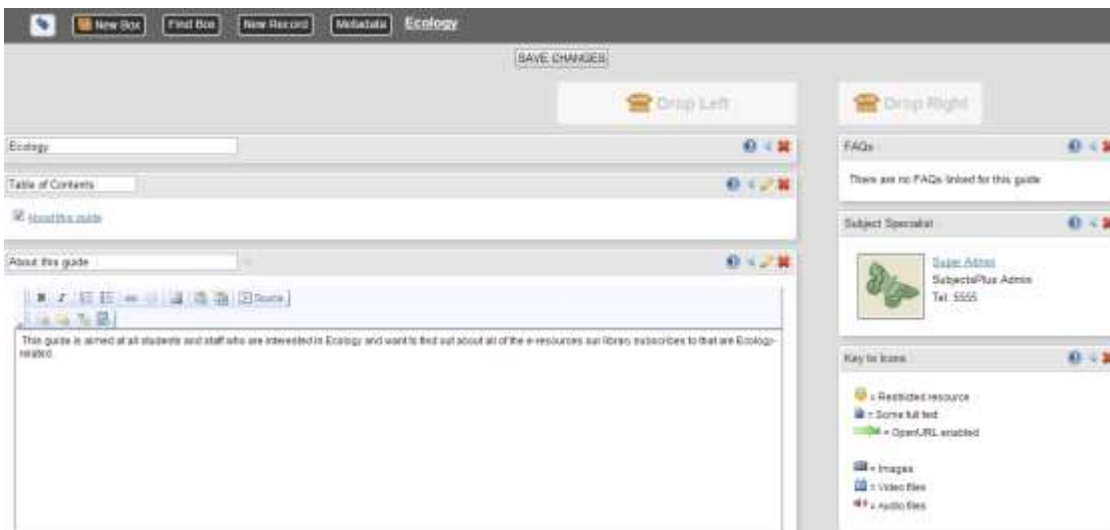 New Box Find Box New Record Metadata Ecology
SAVE CHANGES
Drop Left
Drop Right
Ecology
Table of Contents
About this guide
About this guide
Source
This guide is aimed at all students and staff who are interested in Ecology and want to find out about all of the e-resources our library subscribes to that are Ecology-
related.
FAQs
There are no FAQs linked for this guide
Subject Specialist
Super Admin
SubjectsPlus Admin
Tel: 5555
Key to Icons
= Restricted resource
= Some full text
= OpenURL enabled
= Images
= Video files
= Audio files